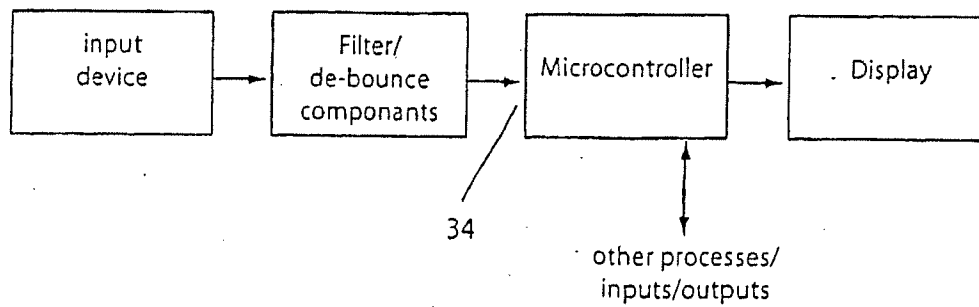 input
device
Filter/
de-bounce
componants
Microcontroller
Display
34
other processes/
inputs/outputs